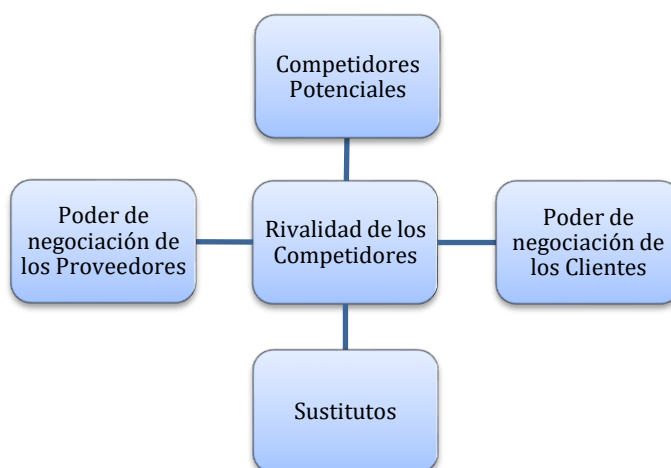 Competidores
Potenciales
Poder de
negociación de
los Proveedores
Rivalidad de los
Competidores
Poder de
negociación de
los Clientes
Sustitutos